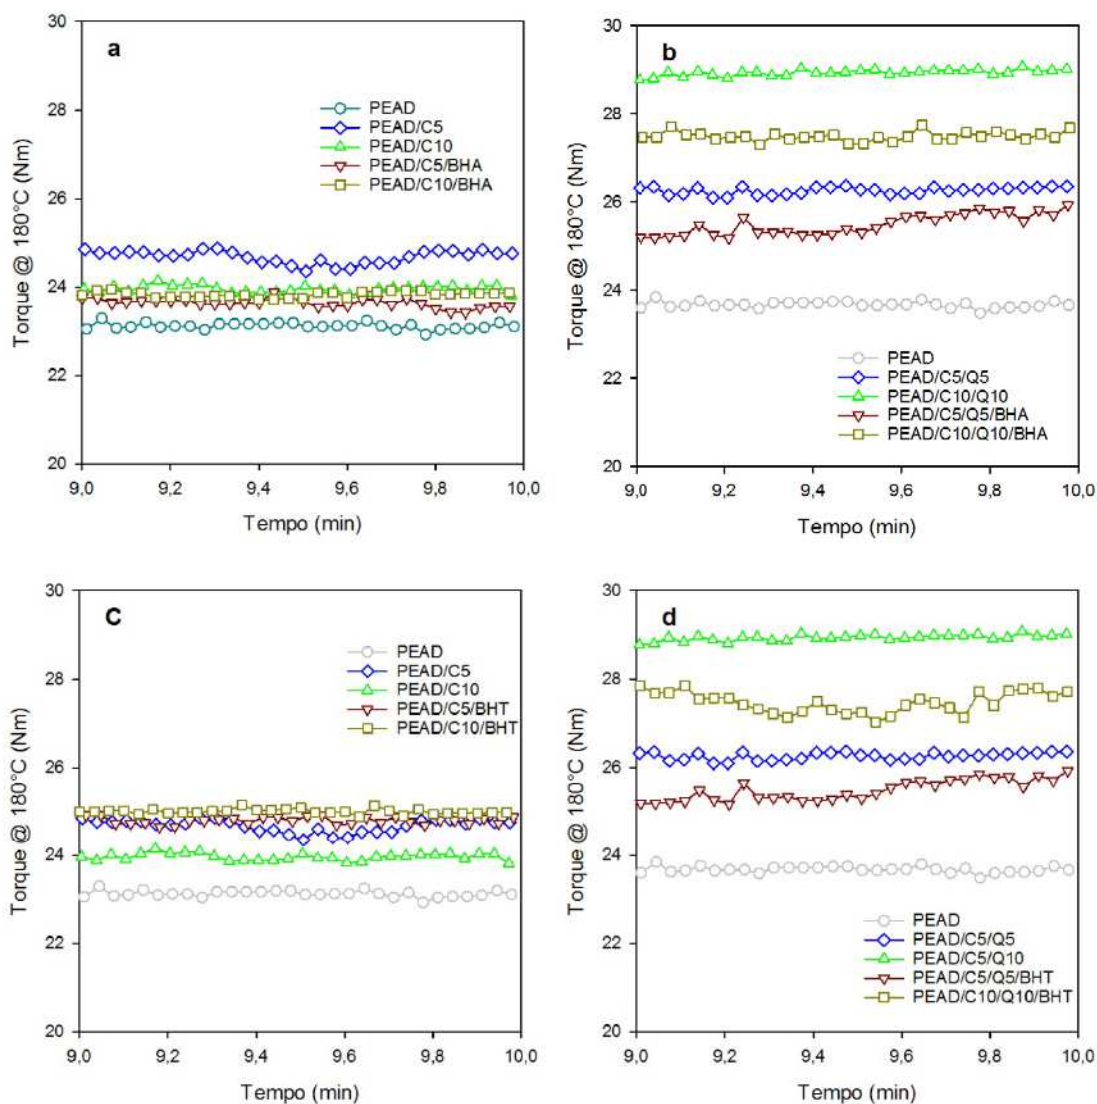 a
Torque @ 180°C (Nm)
30
28
26
24
22
20
PEAD
PEAD/C5
PEAD/C10
PEAD/C5/BHA
PEAD/C10/BHA
9,0 9,2 9,4 9,6 9,8 10,0
Tempo (min)
b
Torque @ 180°C (Nm)
30
28
26
24
22
20
PEAD
PEAD/C5/Q5
PEAD/C10/Q10
PEAD/C5/Q5/BHA
PEAD/C10/Q10/BHA
9,0 9,2 9,4 9,6 9,8 10,0
Tempo (min)
C
Torque @ 180°C (Nm)
30
28
26
24
22
20
PEAD
PEAD/C5
PEAD/C10
PEAD/C5/BHT
PEAD/C10/BHT
9,0 9,2 9,4 9,6 9,8 10,0
Tempo (min)
d
Torque @ 180°C (Nm)
30
28
26
24
22
20
PEAD
PEAD/C5/Q5
PEAD/C5/Q10
PEAD/C5/Q5/BHT
PEAD/C10/Q10/BHT
9,0 9,2 9,4 9,6 9,8 10,0
Tempo (min)